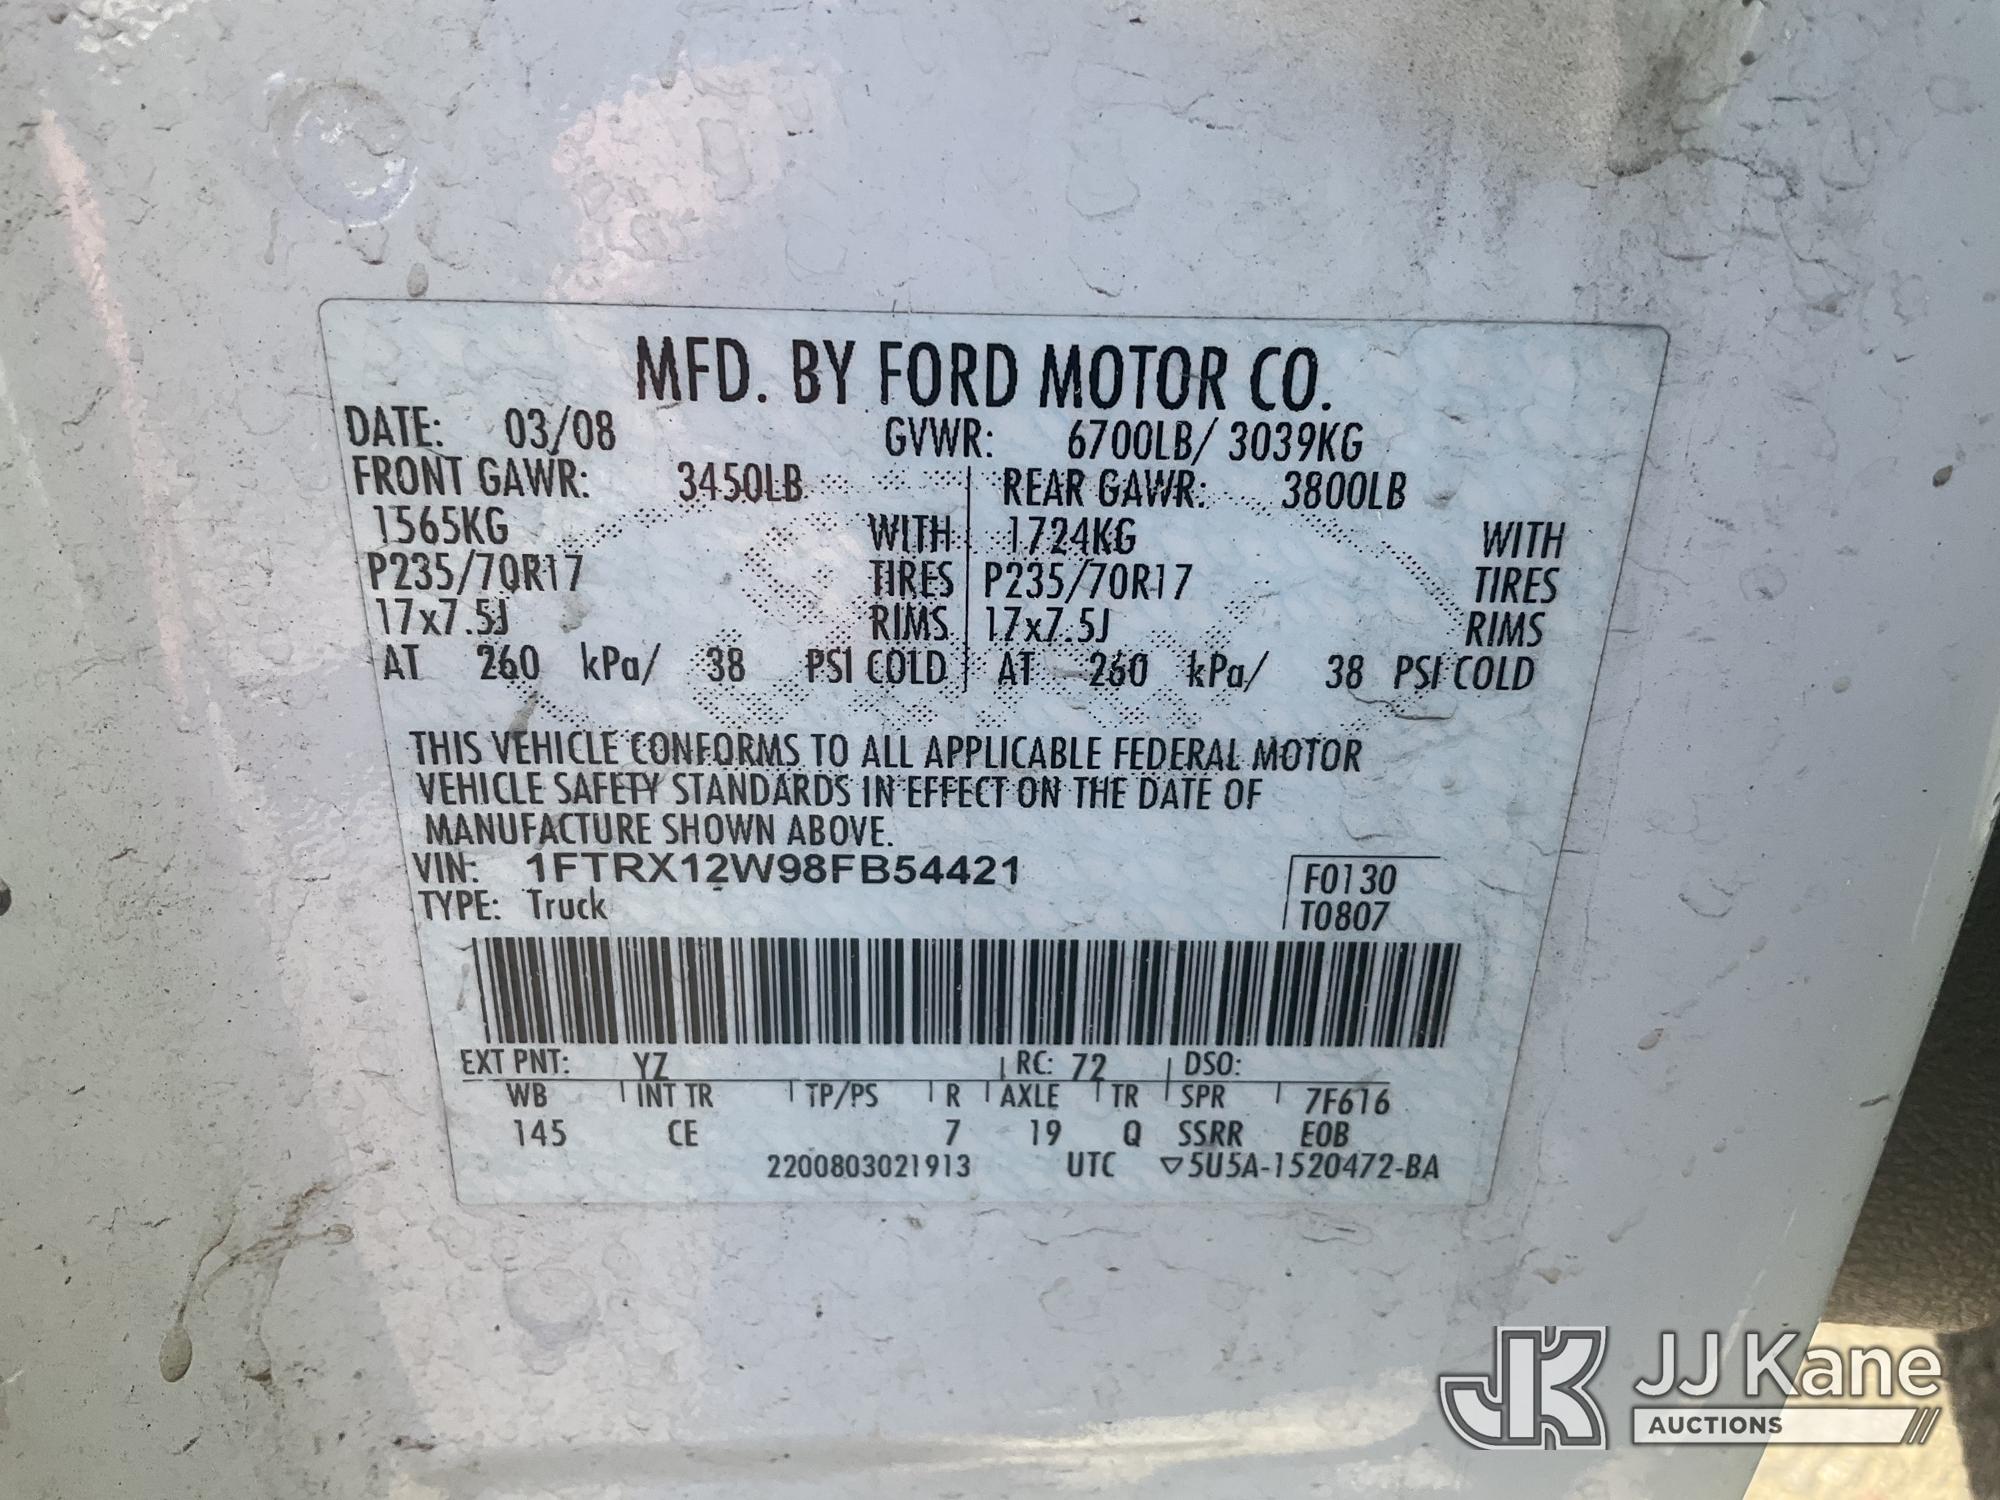 MFD. BY FORD MOTOR CO.
DATE: 03/08 GVWR: 6700LB/ 3039KG
FRONT GAWR: 3450LB REAR GAWR: 3800LB
1565KG WITH 1724KG WITH
P235/70R17 TIRES P235/70R17 TIRES
17x7.5J RIMS 17x7.5J RIMS
AT 260 kPa/ 38 PSI COLD AT 260 kPa/ 38 PSI COLD
THIS VEHICLE CONFORMS TO ALL APPLICABLE FEDERAL MOTOR
VEHICLE SAFETY STANDARDS IN EFFECT ON THE DATE OF
MANUFACTURE SHOWN ABOVE.
VIN: 1FTRX12W98FB54421 F0130
TYPE: Truck T0807
EXT PNT: YZ RC: 72 DSO:
WB INT TR TP/PS R AXLE TR SPR 7F616
145 CE 7 19 Q SSRR E0B
2200803021913 UTC ▽5U5A-1520472-BA
JK JJ Kane
AUCTIONS